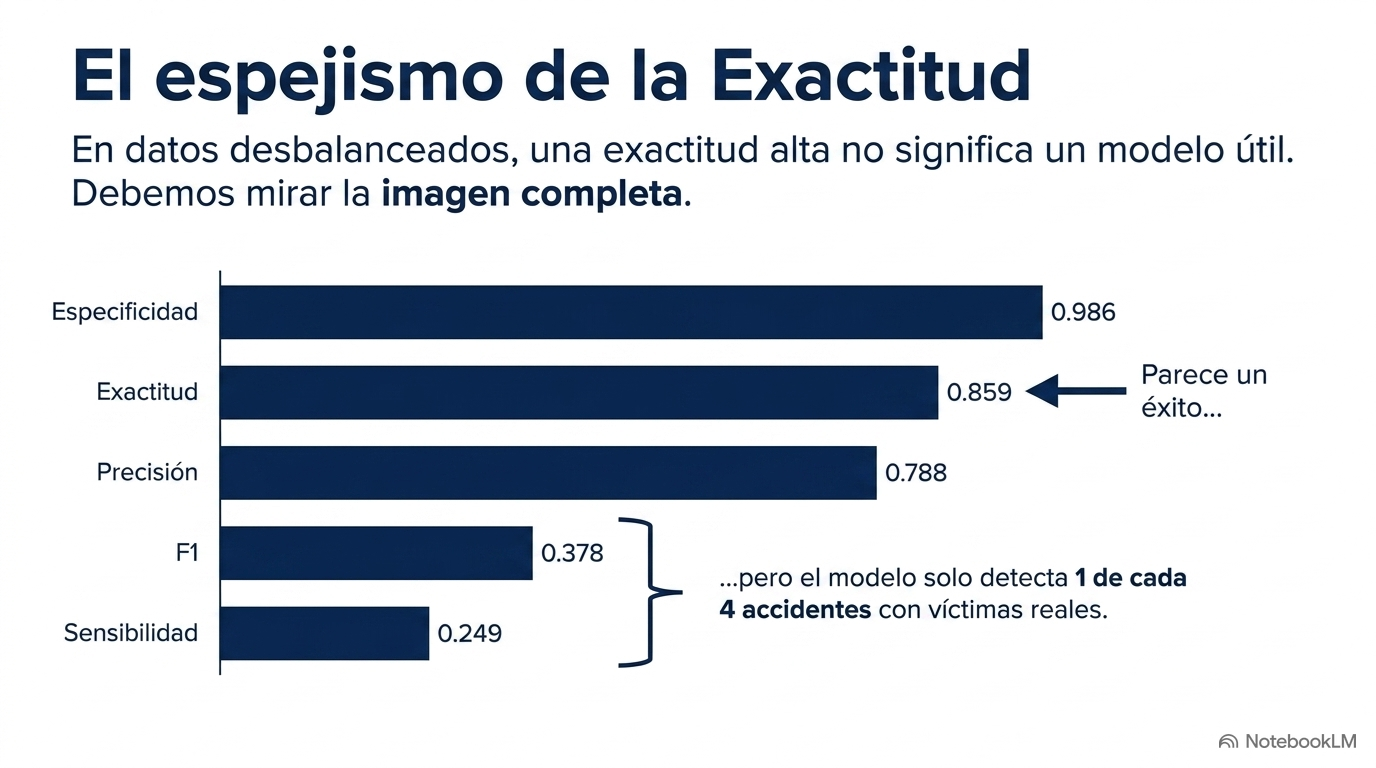 El espejismo de la Exactitud
En datos desbalanceados, una exactitud alta no significa un modelo útil.
Debemos mirar la imagen completa.
Especificidad
0.986
Exactitud
0.859
Parece un
éxito...
Precisión
0.788
F1
0.378
...pero el modelo solo detecta 1 de cada
4 accidentes con víctimas reales.
Sensibilidad
0.249
NotebookLM